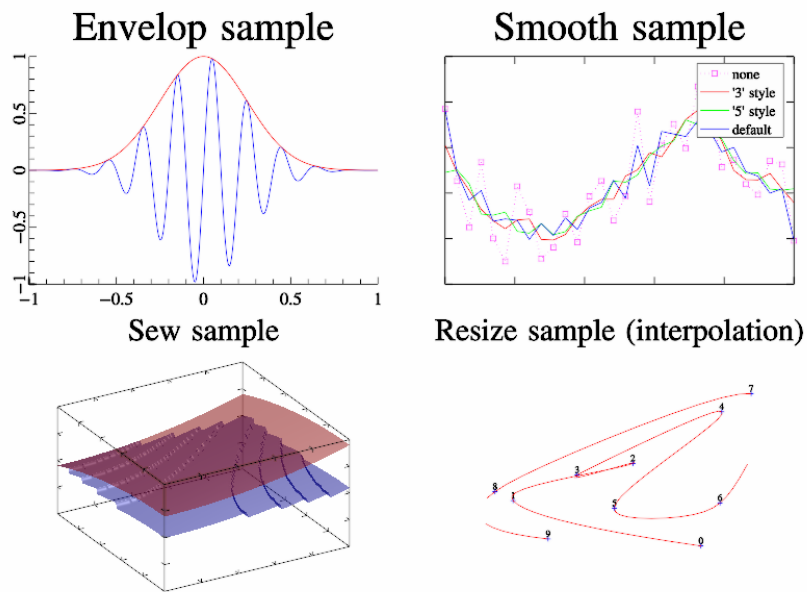 Envelop sample
Smooth sample
1
0.5
0
−0.5
−1
−1 −0.5 0 0.5 1
none
'3' style
'5' style
default
Sew sample
Resize sample (interpolation)
7
4
2
3
8
1
5
6
9
0